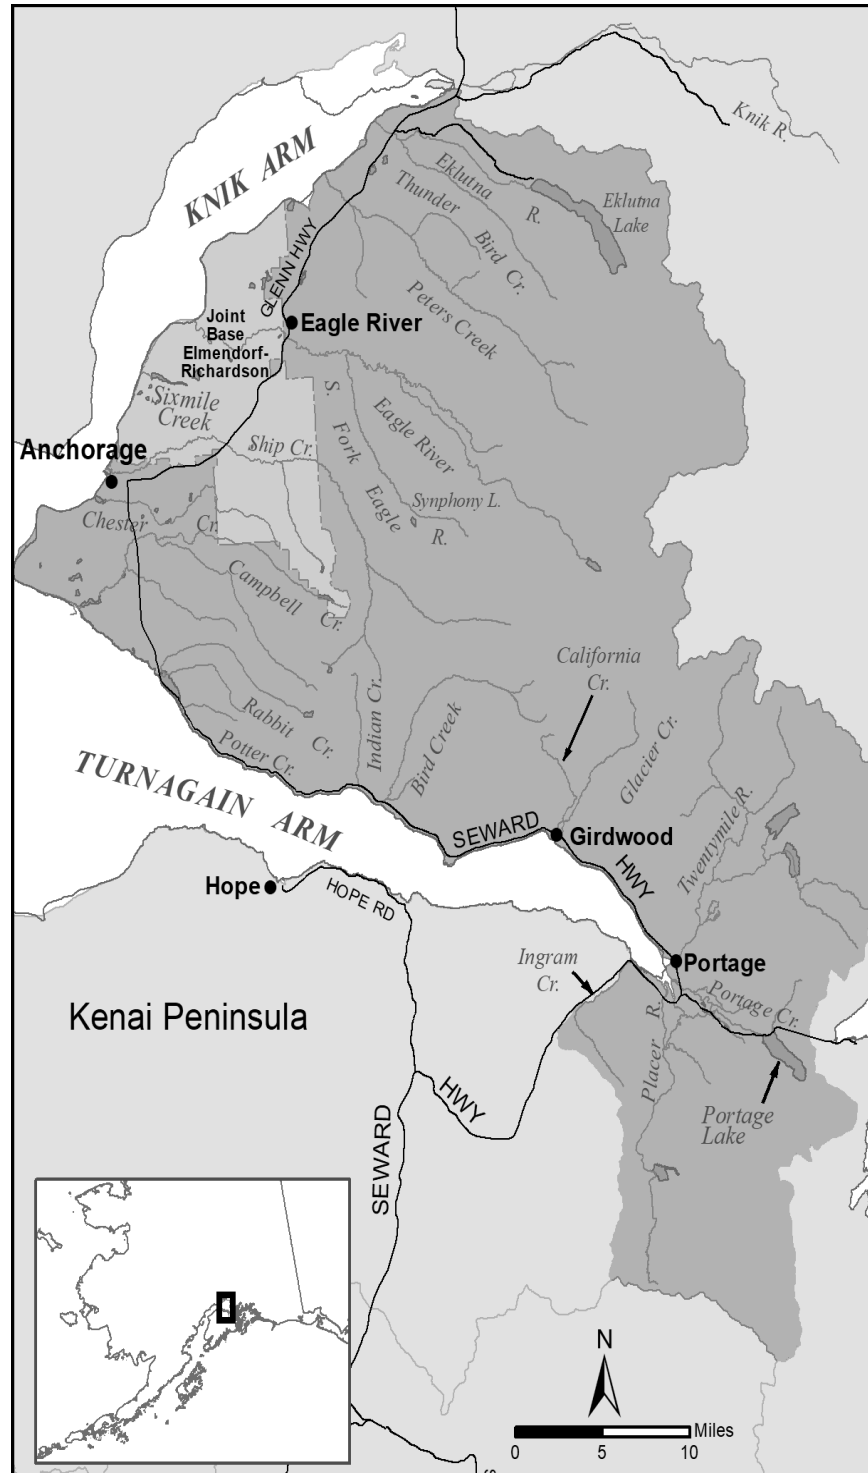 KNIK ARM
Knik R.
Eklutna
R.
Eklutna
Lake
Thunder
Bird Cr.
GLENN HWY
Peters Creek
Joint
Base
Elmendorf-
Richardson
Eagle River
Sixmile
Creek
S.
Fork
Eagle
R.
Eagle River
Anchorage
Ship Cr.
Synphony L.
Chester
Cr.
Campbell
Cr.
California
Cr.
Rabbit
Cr.
Potter Cr.
Indian Cr.
Bird Creek
Glacier Cr.
TURNAGAIN ARM
SEWARD
HWY
Girdwood
Twentymile R.
Hope
HOPE RD
Portage
Ingram
Cr.
Portage Cr.
Kenai Peninsula
Placer R.
HWY
SEWARD
Portage
Lake
N
Miles
0 5 10